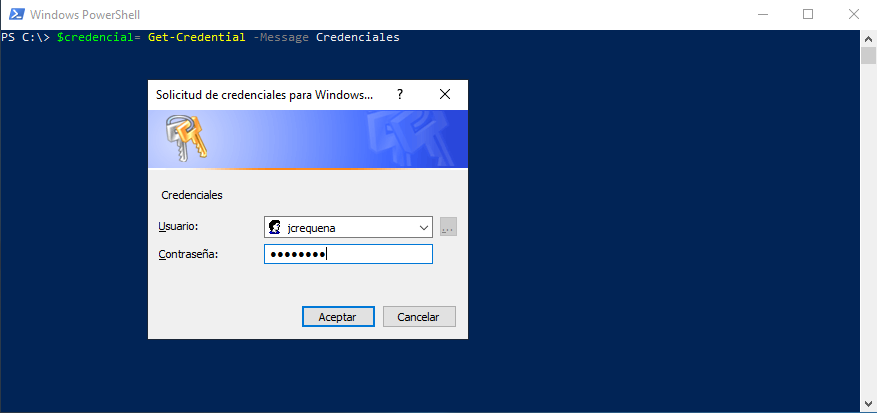 Windows PowerShell
PS C:\> $credencial= Get-Credential -Message Credenciales
Solicitud de credenciales para Windows... ?
Credenciales
Usuario: jcrequena ...
Contraseña: ●●●●●●●●
Aceptar Cancelar